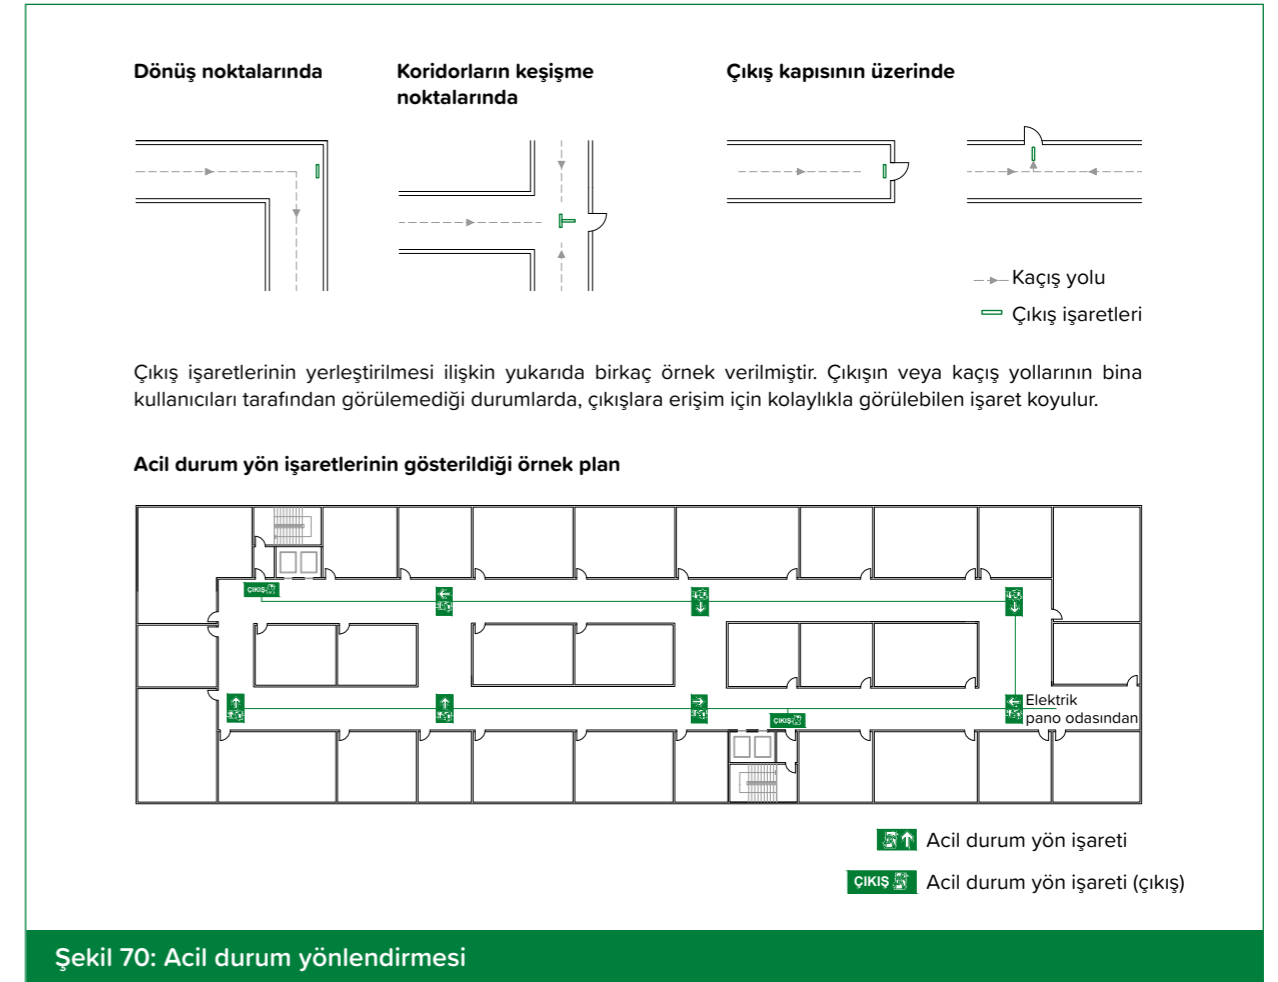 Dönüş noktalarında
Koridorların keşişme
noktalarında
Çıkış kapısının üzerinde
Kaçış yolu
Çıkış işaretleri
Çıkış işaretlerinin yerleştirilmesi ilişkin yukarıda birkaç örnek verilmiştir. Çıkışın veya kaçış yollarının bina
kullanıcıları tarafından görülemediği durumlarda, çıkışlara erişim için kolaylıkla görülebilen işaret koyulur.
Acil durum yön işaretlerinin gösterildiği örnek plan
ÇIKIŞ
Elektrik
pano odasından
ÇIKIŞ
Acil durum yön işareti
ÇIKIŞ Acil durum yön işareti (çıkış)
Şekil 70: Acil durum yönlendirmesi